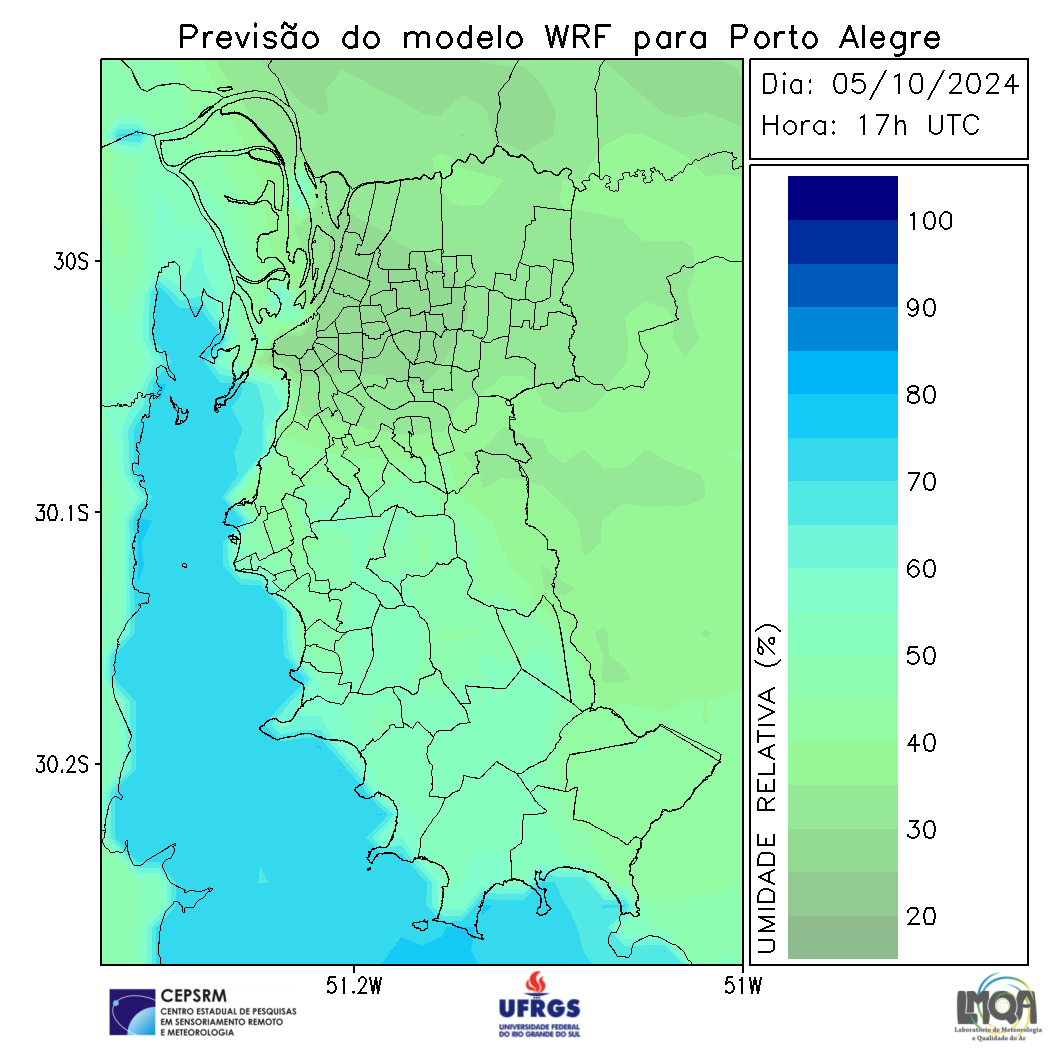 Previsão do modelo WRF para Porto Alegre
Dia: 05/10/2024
Hora: 17h UTC
30S
30.1S
30.2S
51.2W
51W
UMIDADE RELATIVA (%)
100
90
80
70
60
50
40
30
20
CEPSRM
CENTRO ESTADUAL DE PESQUISAS
EM SENSORIAMENTO REMOTO
E METEOROLOGIA
UFRGS
UNIVERSIDADE FEDERAL
DO RIO GRANDE DO SUL
LMQA
Laboratório de Meteorologia
e Qualidade do Ar